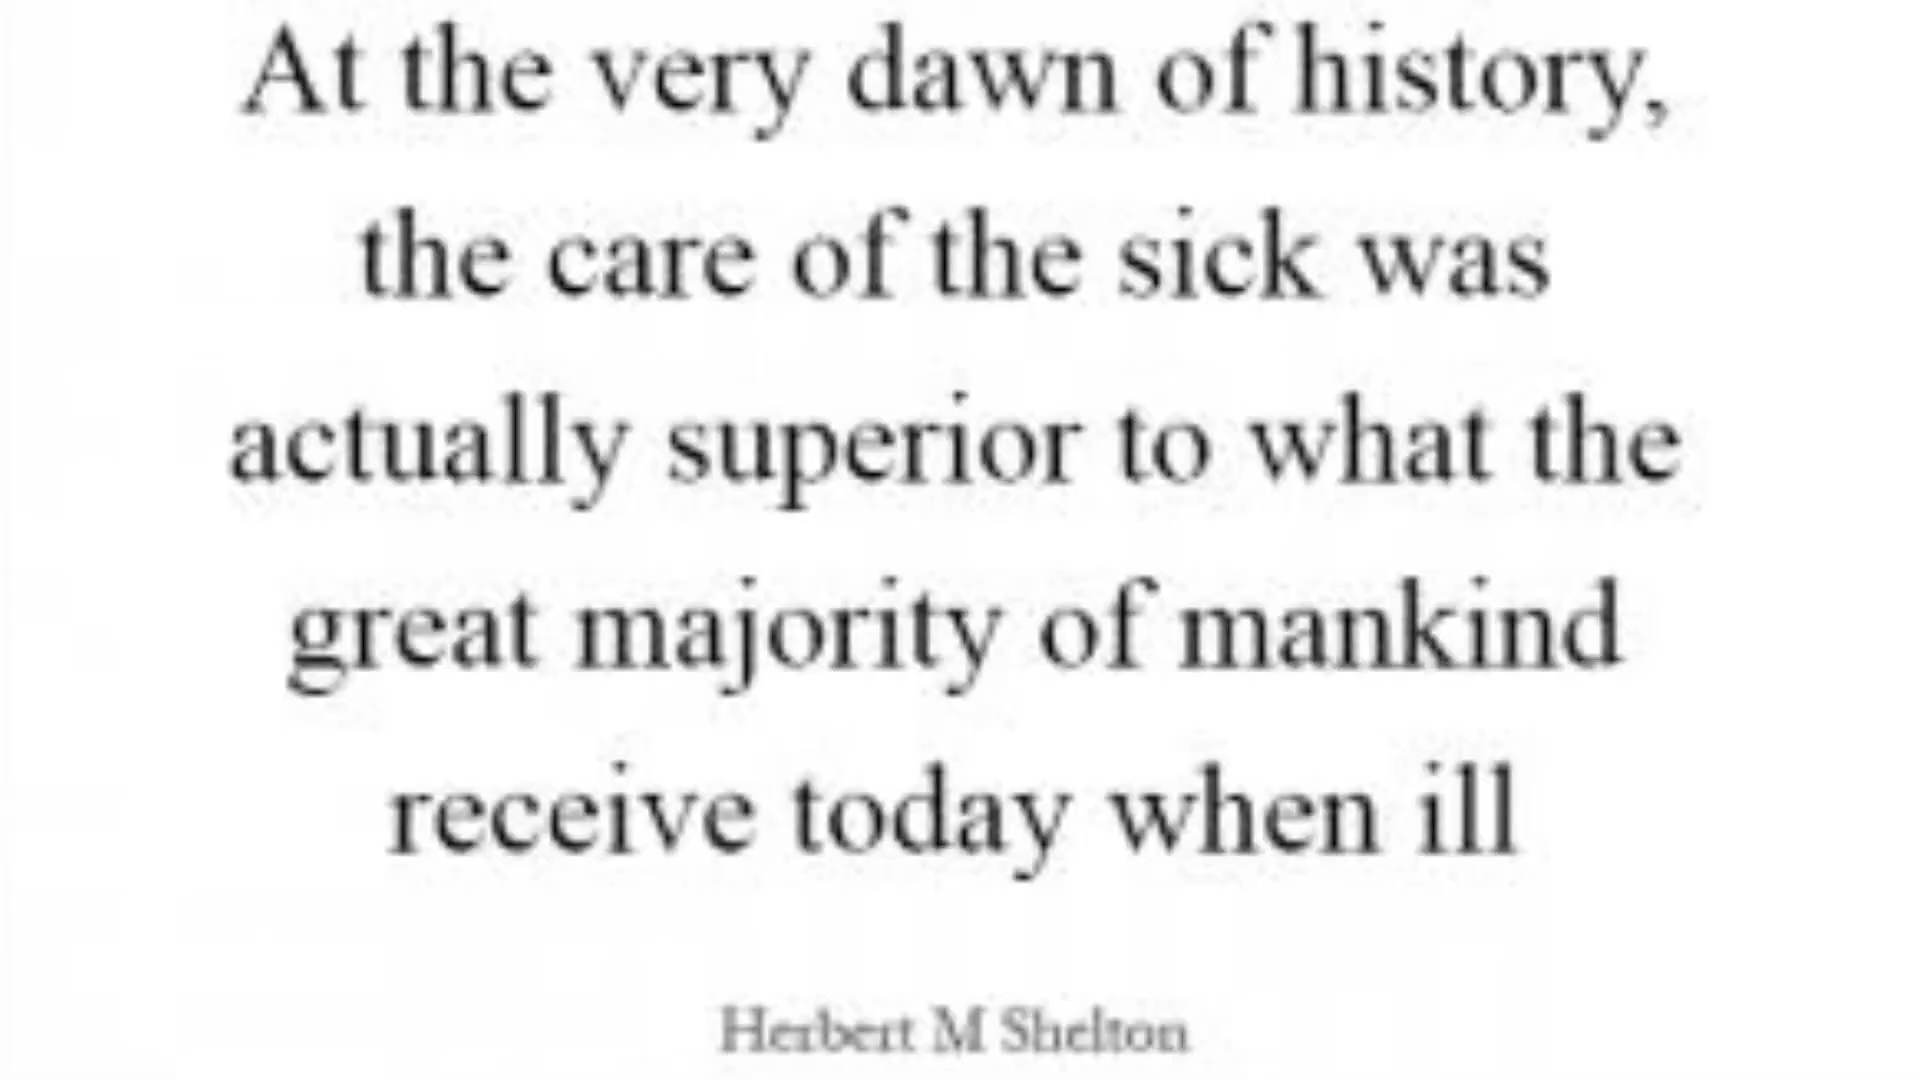 At the very dawn of history,
the care of the sick was
actually superior to what the
great majority of mankind
receive today when ill
Herbert M Shelton